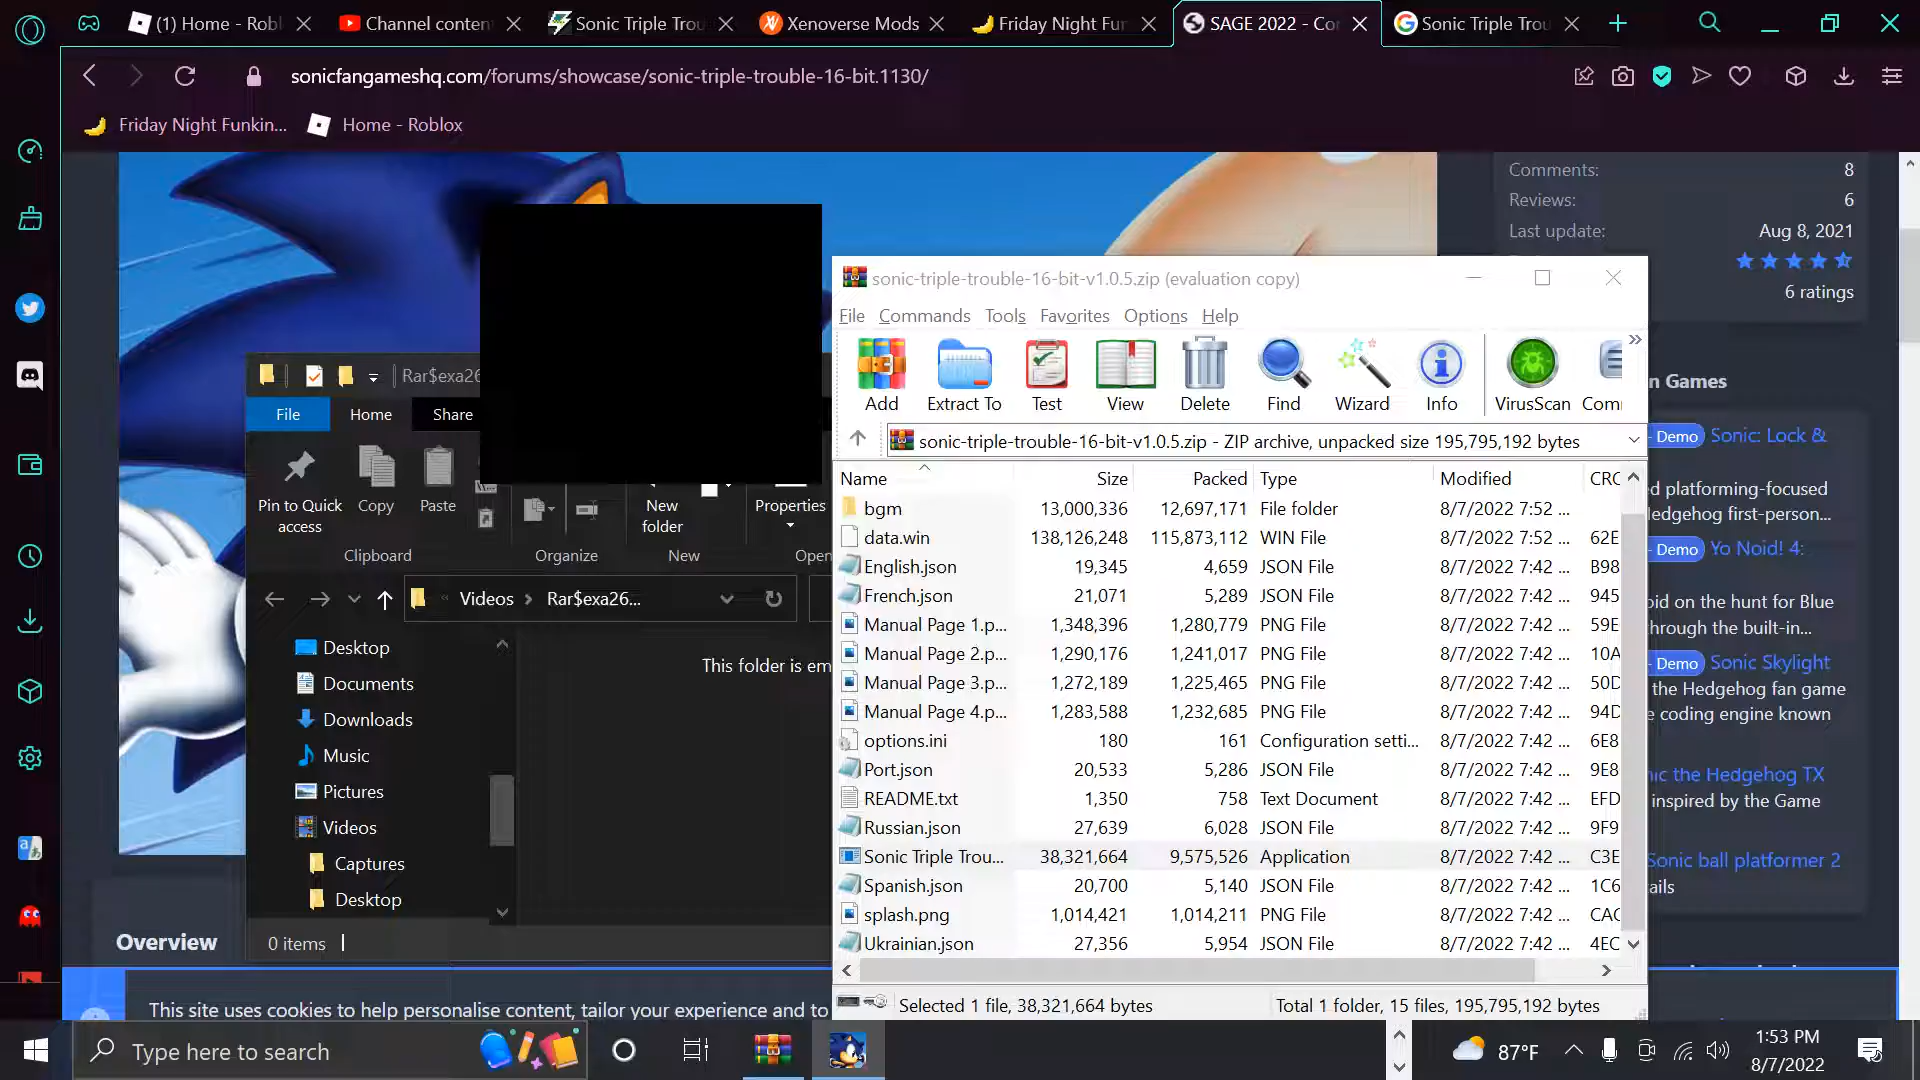 (1) Home - Robl
Channel conten
Sonic Triple Trou
Xenoverse Mods
Friday Night Fun
SAGE 2022 - Co
Sonic Triple Trou
sonicfangameshq.com/forums/showcase/sonic-triple-trouble-16-bit.1130/
Friday Night Funkin...
Home - Roblox
Comments: 8
Reviews: 6
Last update: Aug 8, 2021
6 ratings
n Games
Demo Sonic: Lock &
d platforming-focused
edgehog first-person...
Demo Yo Noid! 4:
oid on the hunt for Blue
hrough the built-in...
Demo Sonic Skylight
the Hedgehog fan game
e coding engine known
nic the Hedgehog TX
inspired by the Game
Sonic ball platformer 2
ails
Rar$exa26
File Home Share
Pin to Quick access
Copy
Paste
New folder
Properties
Clipboard Organize New Open
Videos › Rar$exa26...
This folder is em
Desktop
Documents
Downloads
Music
Pictures
Videos
Captures
Desktop
0 items
sonic-triple-trouble-16-bit-v1.0.5.zip (evaluation copy)
File Commands Tools Favorites Options Help
Add Extract To Test View Delete Find Wizard Info VirusScan Comm
sonic-triple-trouble-16-bit-v1.0.5.zip - ZIP archive, unpacked size 195,795,192 bytes
Name Size Packed Type Modified CRC
bgm 13,000,336 12,697,171 File folder 8/7/2022 7:52 ...
data.win 138,126,248 115,873,112 WIN File 8/7/2022 7:52 ... 62E
English.json 19,345 4,659 JSON File 8/7/2022 7:42 ... B98
French.json 21,071 5,289 JSON File 8/7/2022 7:42 ... 945
Manual Page 1.p... 1,348,396 1,280,779 PNG File 8/7/2022 7:42 ... 59E
Manual Page 2.p... 1,290,176 1,241,017 PNG File 8/7/2022 7:42 ... 10A
Manual Page 3.p... 1,272,189 1,225,465 PNG File 8/7/2022 7:42 ... 50D
Manual Page 4.p... 1,283,588 1,232,685 PNG File 8/7/2022 7:42 ... 94D
options.ini 180 161 Configuration setti... 8/7/2022 7:42 ... 6E8
Port.json 20,533 5,286 JSON File 8/7/2022 7:42 ... 9E8
README.txt 1,350 758 Text Document 8/7/2022 7:42 ... EFD
Russian.json 27,639 6,028 JSON File 8/7/2022 7:42 ... 9F9
Sonic Triple Trou... 38,321,664 9,575,526 Application 8/7/2022 7:42 ... C3E
Spanish.json 20,700 5,140 JSON File 8/7/2022 7:42 ... 1C6
splash.png 1,014,421 1,014,211 PNG File 8/7/2022 7:42 ... CAC
Ukrainian.json 27,356 5,954 JSON File 8/7/2022 7:42 ... 4EC
Selected 1 file, 38,321,664 bytes
Total 1 folder, 15 files, 195,795,192 bytes
Overview
This site uses cookies to help personalise content, tailor your experience and to
Type here to search
87°F
1:53 PM
8/7/2022